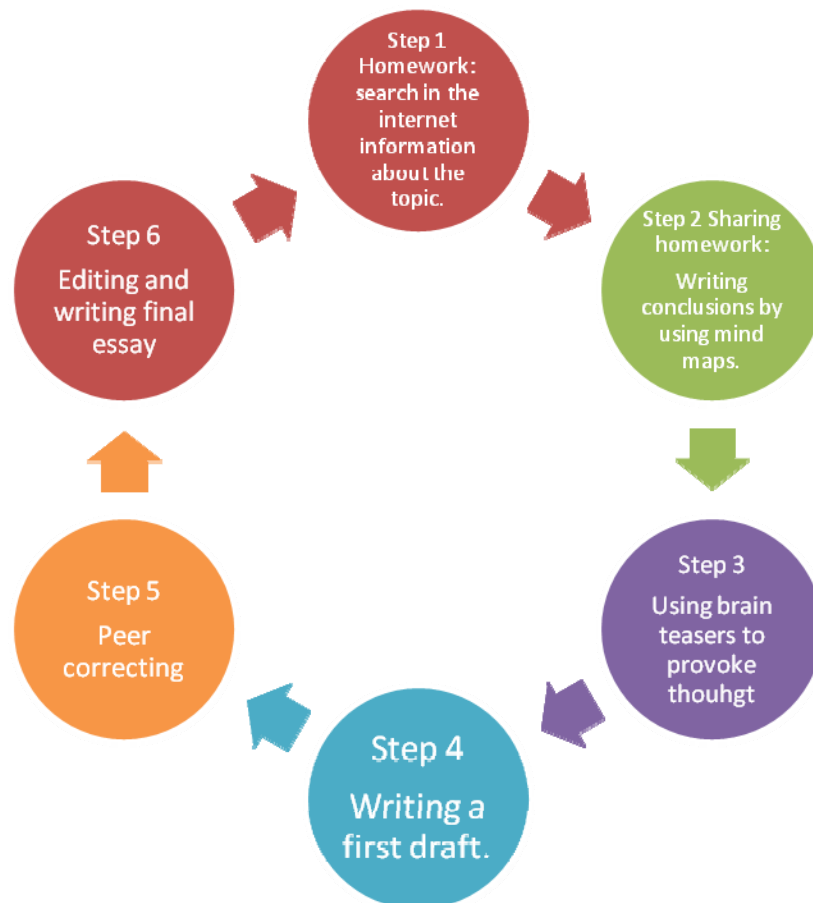 Step 1
Homework:
search in the
internet
information
about the
topic.
Step 2 Sharing
homework:
Writing
conclusions by
using mind
maps.
Step 3
Using brain
teasers to
provoke
thouhgt
Step 4
Writing a
first draft.
Step 5
Peer
correcting
Step 6
Editing and
writing final
essay